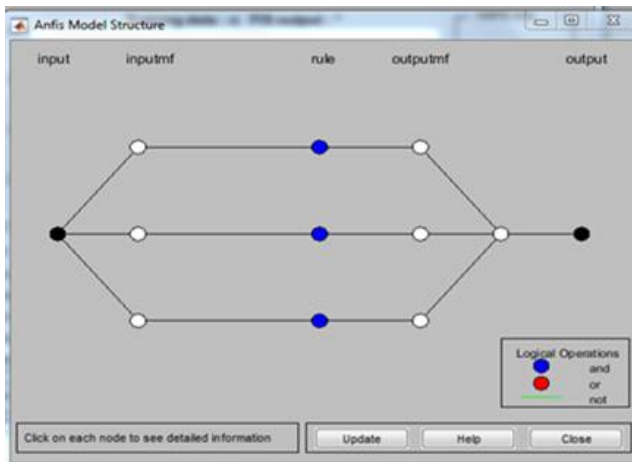 Anfis Model Structure
input inputmf rule outputmf output
Logical Operations
and
or
not
Click on each node to see detailed information
Update Help Close